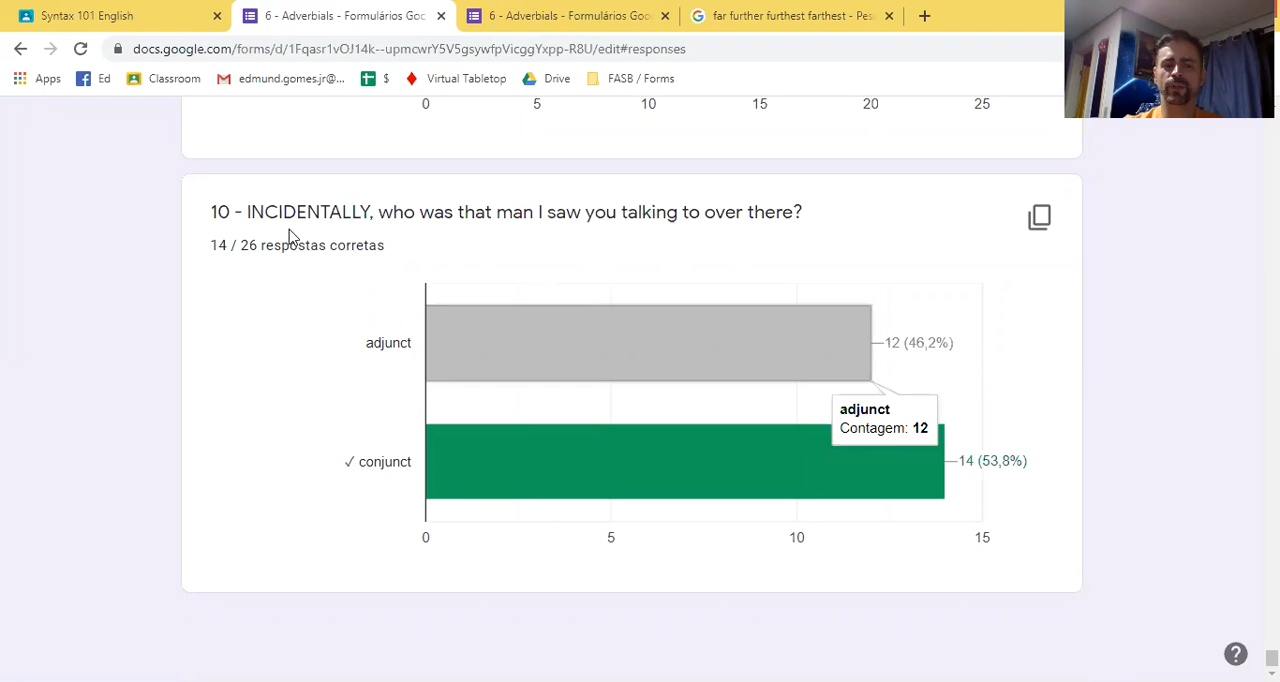 Syntax 101 English
6 - Adverbials - Formulários Goo
6 - Adverbials - Formulários Goo
far further furthest farthest - Pes
docs.google.com/forms/d/1Fqasr1vOJ14k--upmcwrY5V5gsywfpVicggYxpp-R8U/edit#responses
Apps
Ed
Classroom
edmund.gomes.jr@...
$
Virtual Tabletop
Drive
FASB / Forms
0 5 10 15 20 25
10 - INCIDENTALLY, who was that man I saw you talking to over there?
14 / 26 respostas corretas
adjunct
12 (46,2%)
adjunct
Contagem: 12
✓ conjunct
14 (53,8%)
0 5 10 15
?